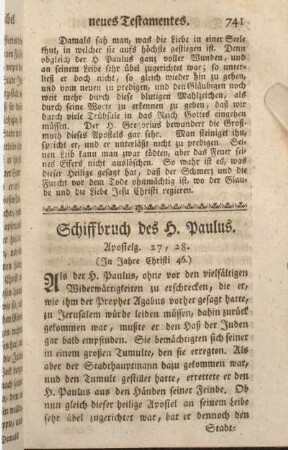 neues Testamentes. 741
Damals sah man, was die Liebe in einer Seele
thut, in welcher sie aufs höchste gestiegen ist. Denn
obgleich der H. Paulus ganz voller Wunden, und
an seinem Leibe sehr übel zugerichtet war; so unter-
ließ er doch nicht, so gleich wieder hin zu gehen,
und vom neuen zu predigen, und den Gläubigen noch
weit mehr durch diese blutigen Mahlzeichen, als
durch seine Worte zu erkennen zu geben, daß wir
durch viele Trübsale in das Reich Gottes eingehen
müssen. Der H. Gregorius bewundert die Groß-
muth dieses Apostels gar sehr. Man steiniget ihn,
spricht er, und er unterläßt nicht zu predigen. Sei-
nen Leib kann man zwar tödten, aber das Feuer sei-
nes Eifers nicht auslöschen. So wahr ist es, was
dieser Heilige gesagt hat, daß der Schmerz und die
Furcht vor dem Tode ohnmächtig ist, wo der Glau-
be und die Liebe Jesu Christi regieren.
Schiffbruch des H. Paulus.
Apostelg. 27, 28.
(Im Jahre Christi 46.)
Als der H. Paulus, ohne vor den vielfältigen
Widerwärtigkeiten zu erschrecken, die er,
wie ihm der Prophet Agabus vorher gesagt hatte,
zu Jerusalem würde leiden müssen, dahin zurück
gekommen war, mußte er den Haß der Juden gar
bald empfinden. Sie bemächtigten sich seiner
in einem großen Tumulte, den sie erregten. Als
aber der Stadthauptmann dazu gekommen war,
und den Tumult gestillet hatte, errettete er den
H. Paulus aus den Händen seiner Feinde. Ob
nun gleich dieser heilige Apostel an seinem Leibe
sehr übel zugerichtet war, bat er dennoch den
Stadt-